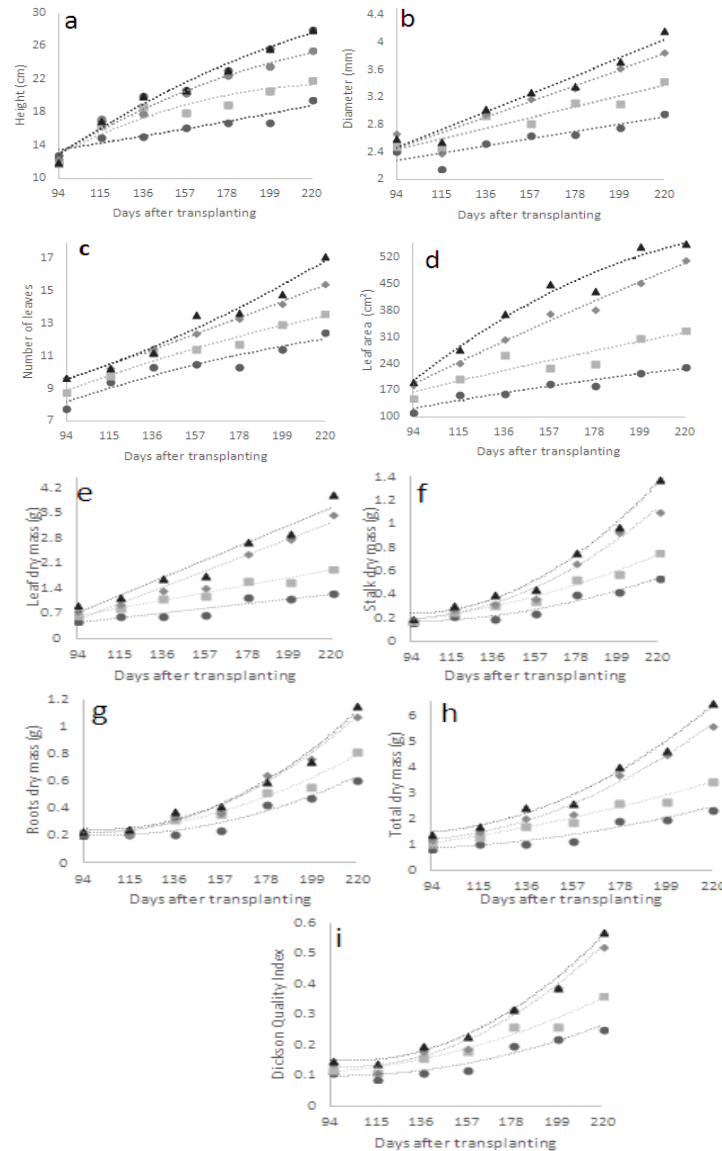 a
30
26
22
18
14
10
Height (cm)
94 115 136 157 178 199 220
Days after transplanting
b
4.4
4
3.6
3.2
2.8
2.4
2
Diameter (mm)
94 115 136 157 178 199 220
Days after transplanting
c
17
15
13
11
9
7
Number of leaves
94 115 136 157 178 199 220
Days after transplanting
d
520
450
380
310
240
170
100
Leaf area (cm²)
94 115 136 157 178 199 220
Days after transplanting
e
4.2
3.5
2.8
2.1
1.4
0.7
0
Leaf dry mass (g)
94 115 136 157 178 199 220
Days after transplanting
f
1.4
1.2
1
0.8
0.6
0.4
0.2
0
Stalk dry mass (g)
94 115 136 157 178 199 220
Days after transplanting
g
1.2
1
0.8
0.6
0.4
0.2
0
Roots dry mass (g)
94 115 136 157 178 199 220
Days after transplanting
h
6
5
4
3
2
1
0
Total dry mass (g)
94 115 136 157 178 199 220
Days after transplanting
i
0.6
0.5
0.4
0.3
0.2
0.1
0
Dickson Quality Index
94 115 136 157 178 199 220
Days after transplanting